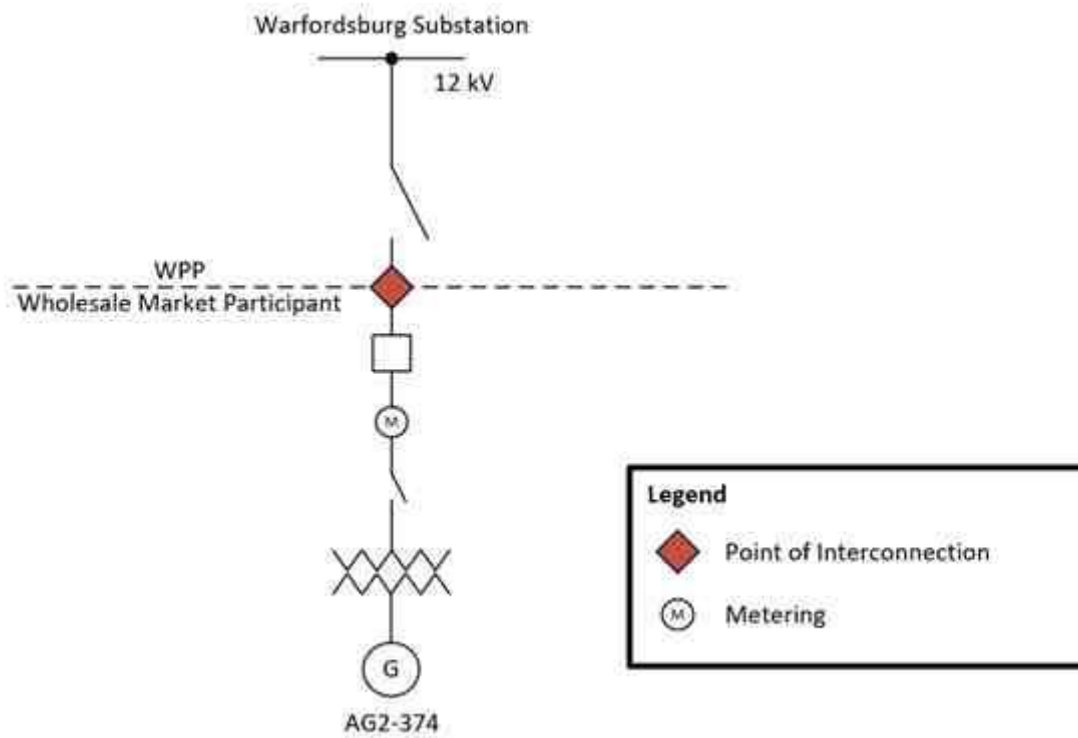 Warfordsburg Substation
12 kV
WPP
Wholesale Market Participant
M
G
AG2-374
Legend
Point of Interconnection
M
Metering